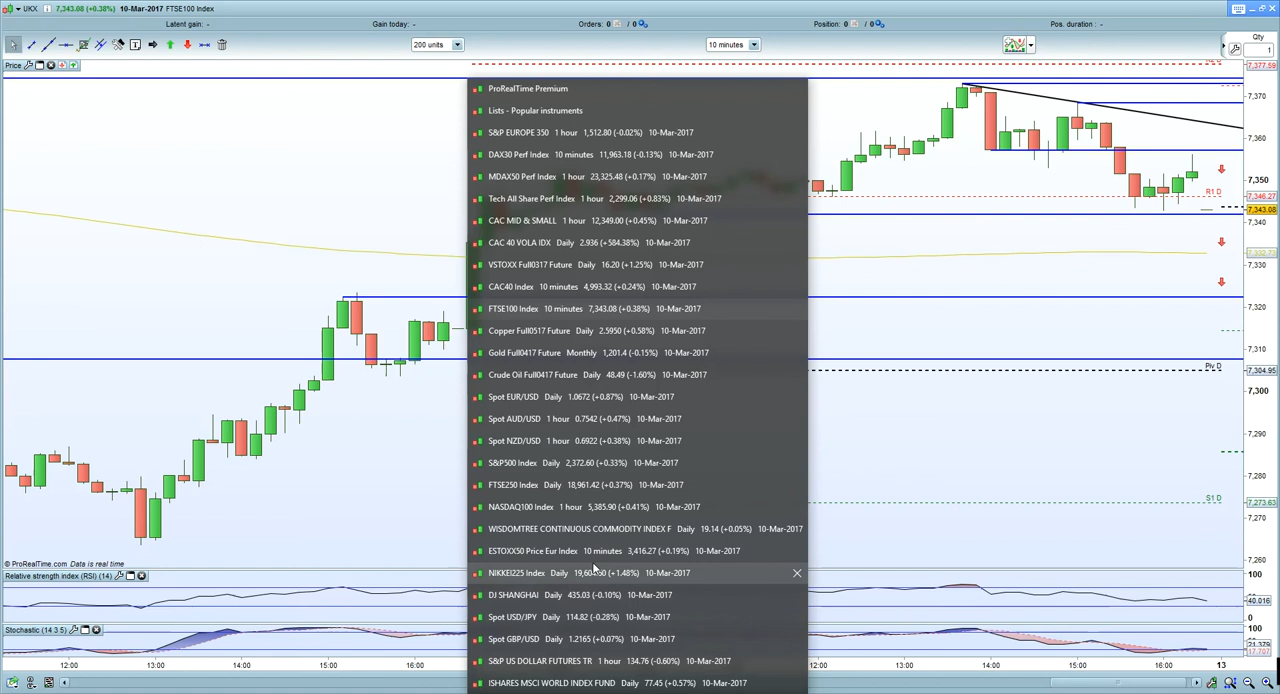 UKX 7,343.08 (+0.38%) 10-Mar-2017 FTSE100 Index
Latent gain: - Gain today: - Orders: 0 / 0 Position: 0 / 0 Pos. duration : -
200 units 10 minutes Qty
1
Price
7,377.59
7,370
7,350
R1 D 7,346.27
7,343.08
7,340
7,330
7,320
7,310
Piv D 7,304.95
7,300
7,290
7,280
S1 D 7,273.63
7,270
7,260
ProRealTime Premium
Lists - Popular instruments
S&P EUROPE 350 1 hour 1,512.80 (-0.02%) 10-Mar-2017
DAX30 Perf Index 10 minutes 11,963.18 (-0.13%) 10-Mar-2017
MDAX50 Perf Index 1 hour 23,325.48 (+0.17%) 10-Mar-2017
Tech All Share Perf Index 1 hour 2,299.06 (+0.83%) 10-Mar-2017
CAC MID & SMALL 1 hour 12,349.00 (+0.45%) 10-Mar-2017
CAC 40 VOLA IDX Daily 2.936 (+584.38%) 10-Mar-2017
VSTOXX Full0317 Future Daily 16.20 (+1.25%) 10-Mar-2017
CAC40 Index 10 minutes 4,993.32 (+0.24%) 10-Mar-2017
FTSE100 Index 10 minutes 7,343.08 (+0.38%) 10-Mar-2017
Copper Full0517 Future Daily 2.5950 (+0.58%) 10-Mar-2017
Gold Full0417 Future Monthly 1,201.4 (-0.15%) 10-Mar-2017
Crude Oil Full0417 Future Daily 48.49 (-1.60%) 10-Mar-2017
Spot EUR/USD Daily 1.0672 (+0.87%) 10-Mar-2017
Spot AUD/USD 1 hour 0.7542 (+0.47%) 10-Mar-2017
Spot NZD/USD 1 hour 0.6922 (+0.38%) 10-Mar-2017
S&P500 Index Daily 2,372.60 (+0.33%) 10-Mar-2017
FTSE250 Index Daily 18,961.42 (+0.37%) 10-Mar-2017
NASDAQ100 Index 1 hour 5,385.90 (+0.41%) 10-Mar-2017
WISDOMTREE CONTINUOUS COMMODITY INDEX F Daily 19.14 (+0.05%) 10-Mar-2017
ESTOXX50 Price Eur Index 10 minutes 3,416.27 (+0.19%) 10-Mar-2017
NIKKEI225 Index Daily (+1.48%) 10-Mar-2017
DJ SHANGHAI Daily 435.03 (-0.10%) 10-Mar-2017
Spot USD/JPY Daily 114.82 (-0.28%) 10-Mar-2017
Spot GBP/USD Daily 1.2165 (+0.07%) 10-Mar-2017
S&P US DOLLAR FUTURES TR 1 hour 134.76 (-0.60%) 10-Mar-2017
ISHARES MSCI WORLD INDEX FUND Daily 77.45 (+0.57%) 10-Mar-2017
© ProRealTime.com Data is real time
Relative strength index (RSI) (14)
100
40.016
0
Stochastic (14 3 5)
100
17.707
12:00 13:00 14:00 15:00 16:00 12:00 13:00 14:00 15:00 16:00 13